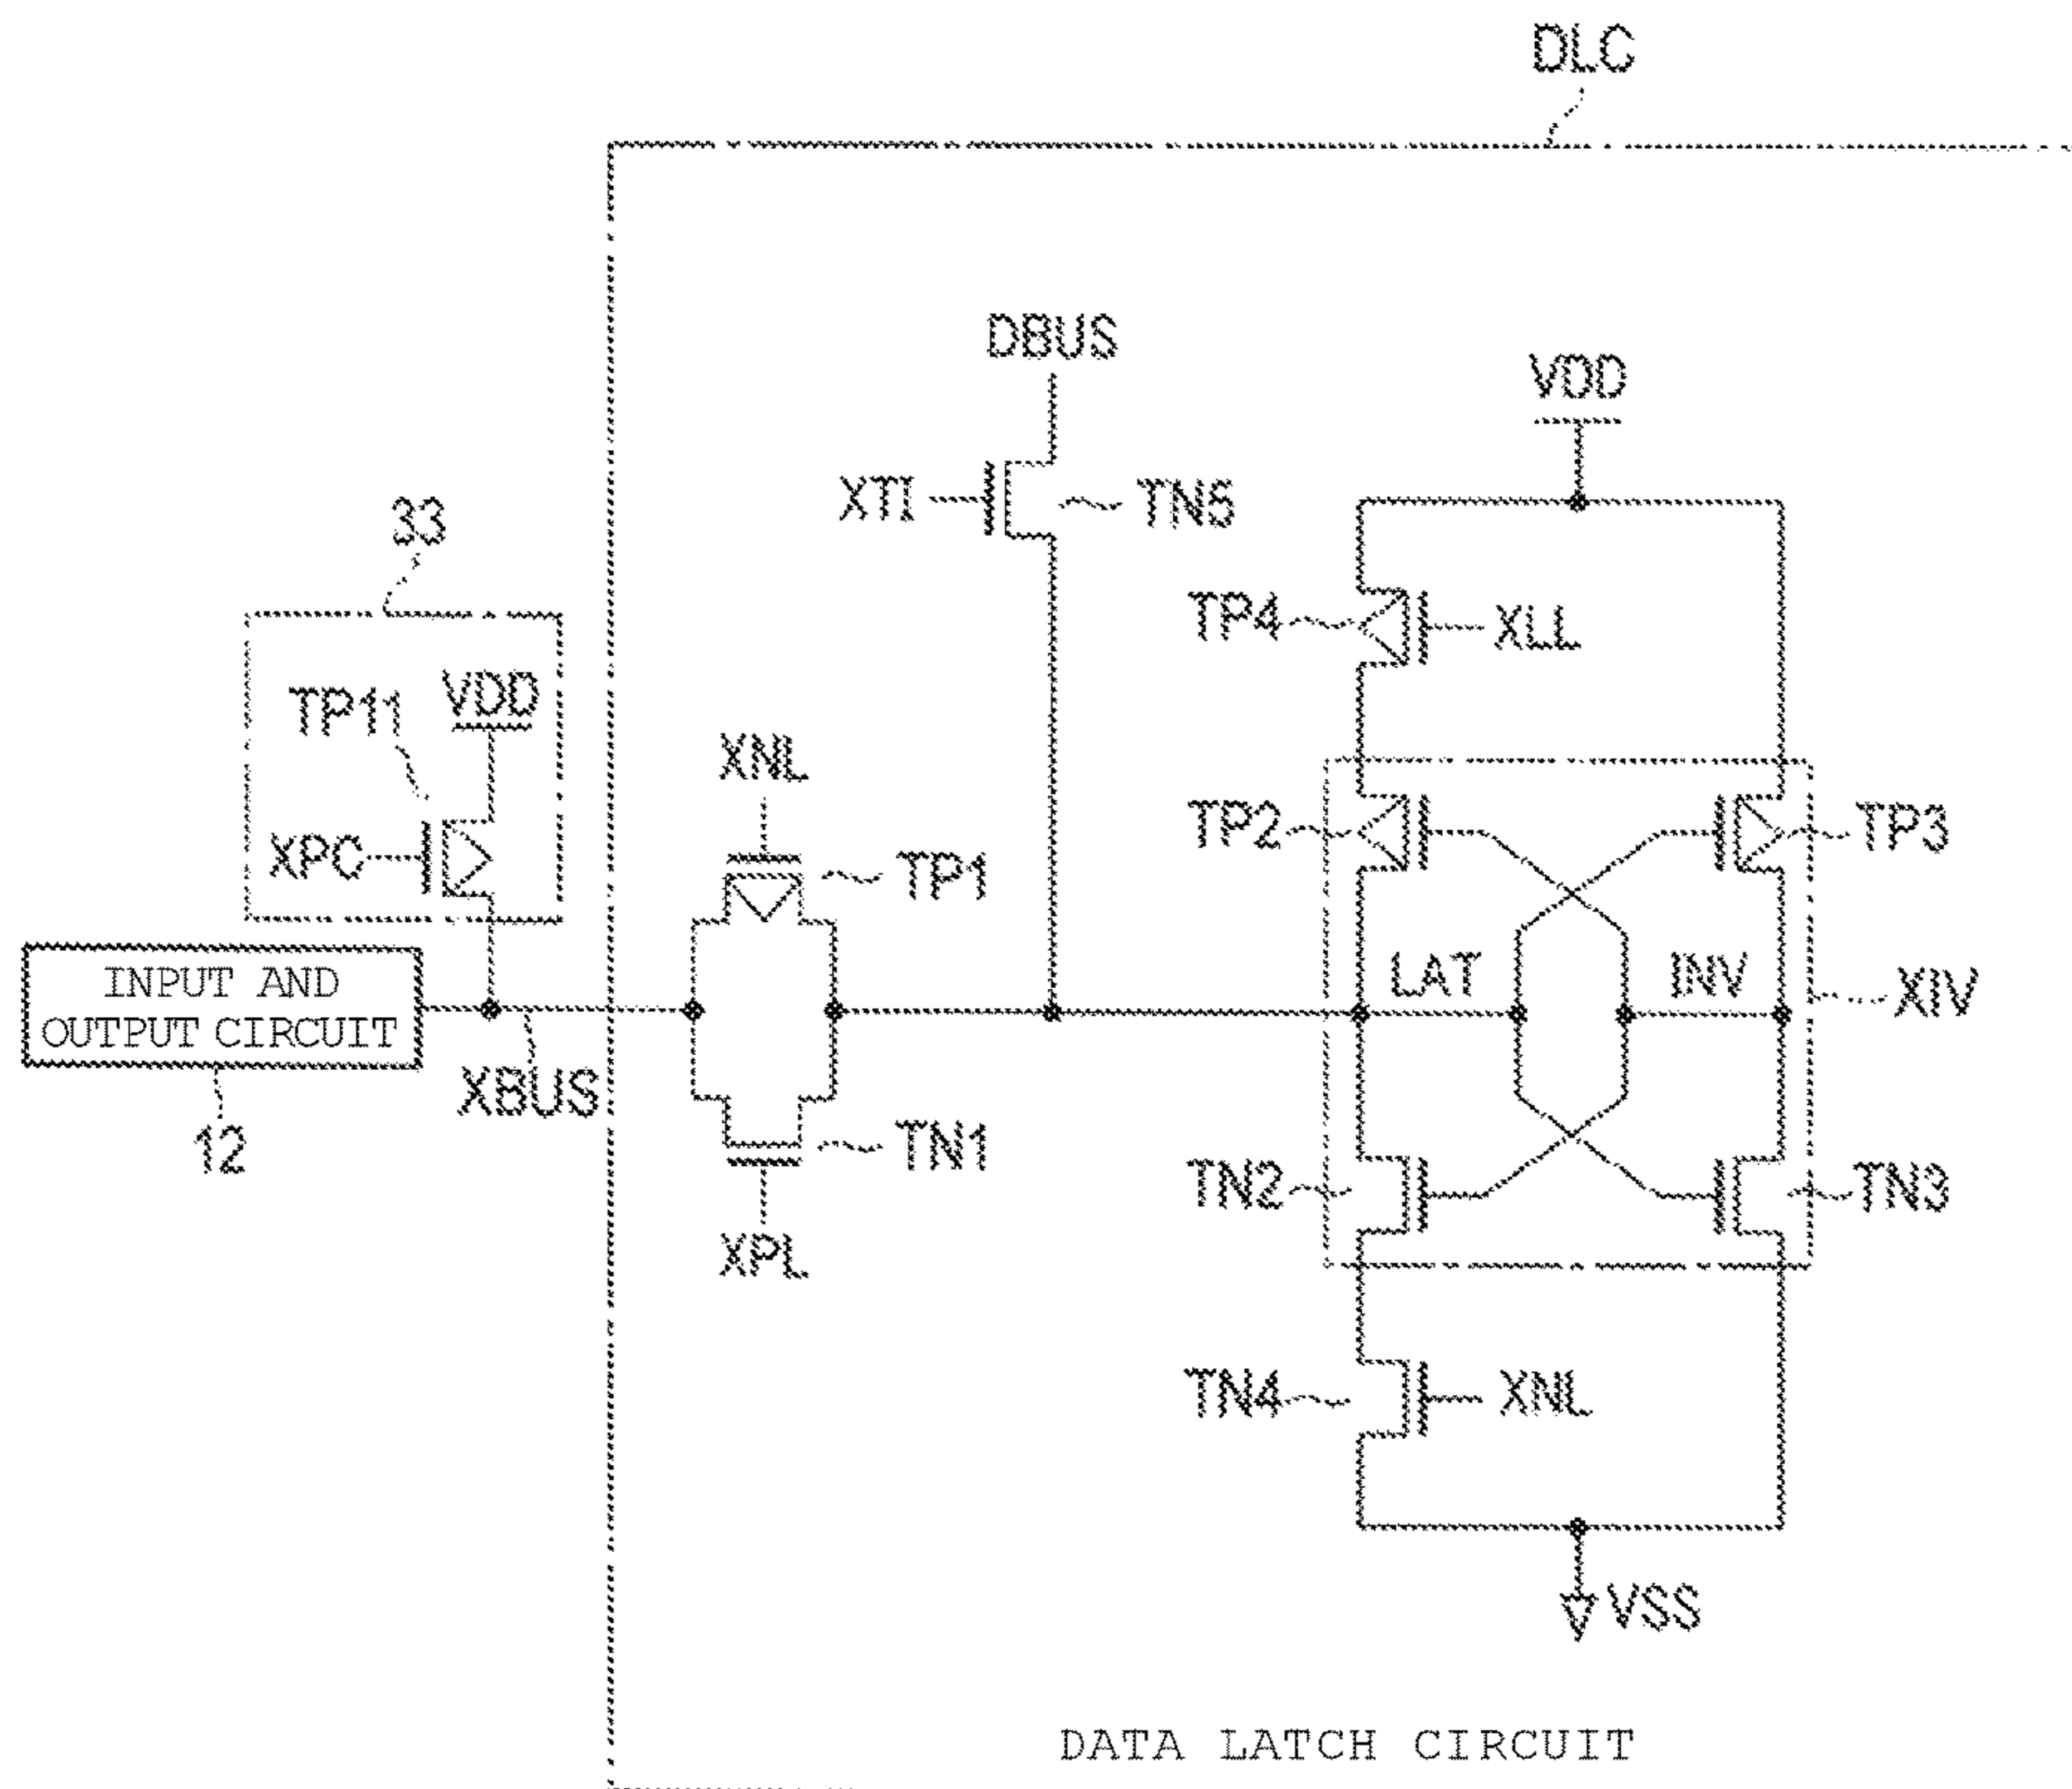 DLC
DBUS
VDD
XTI
TN5
33
TP4
XLL
TP11
VDD
XNL
TP2
TP3
XPC
TP1
INPUT AND
OUTPUT CIRCUIT
LAT
INV
XIV
XBUS
12
TN1
TN2
TN3
XPL
TN4
XNL
VSS
DATA LATCH CIRCUIT